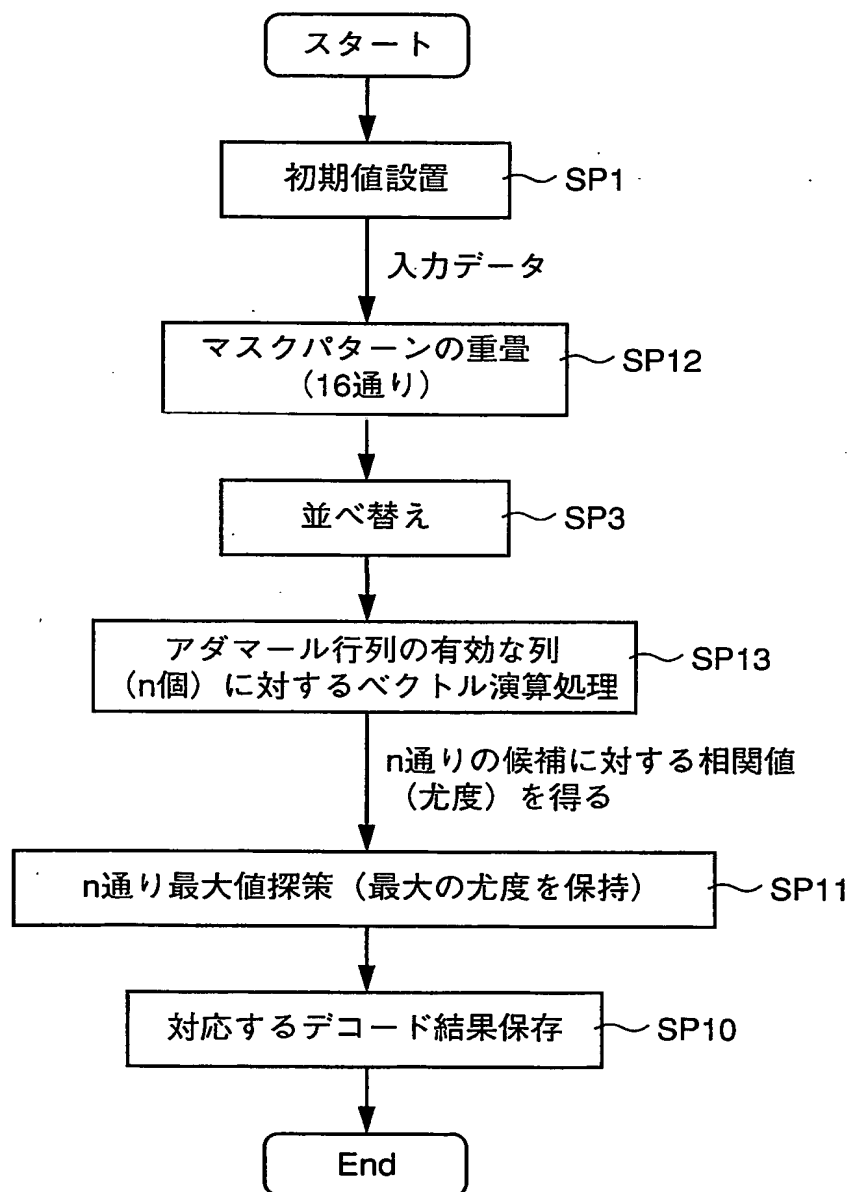 スタート
初期値設置
SP1
入力データ
マスクパターンの重畳
（16通り）
SP12
並べ替え
SP3
アダマール行列の有効な列
（n個）に対するベクトル演算処理
SP13
n通りの候補に対する相関値
（尤度）を得る
n通り最大値探策（最大の尤度を保持）
SP11
対応するデコード結果保存
SP10
End